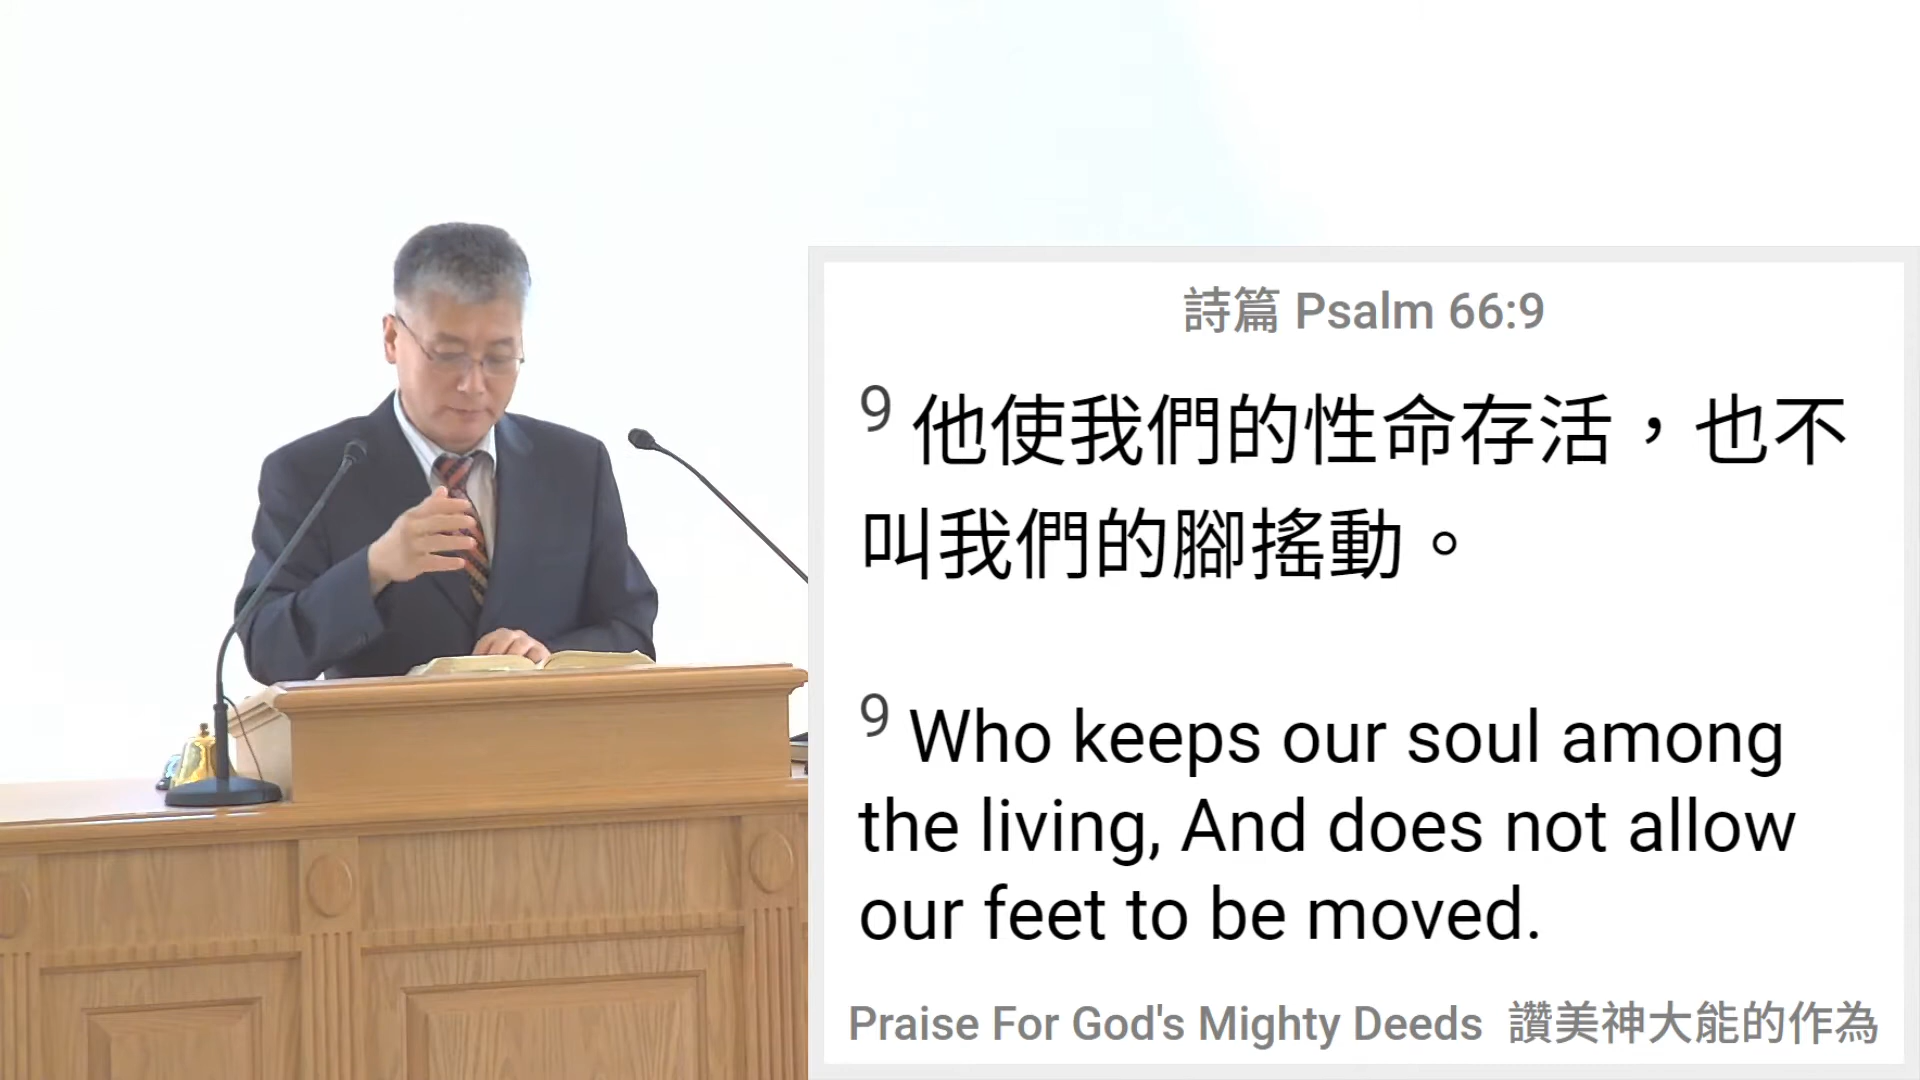 詩篇 Psalm 66:9
9 他使我們的性命存活，也不
叫我們的腳搖動。
9 Who keeps our soul among
the living, And does not allow
our feet to be moved.
Praise For God's Mighty Deeds 讚美神大能的作為